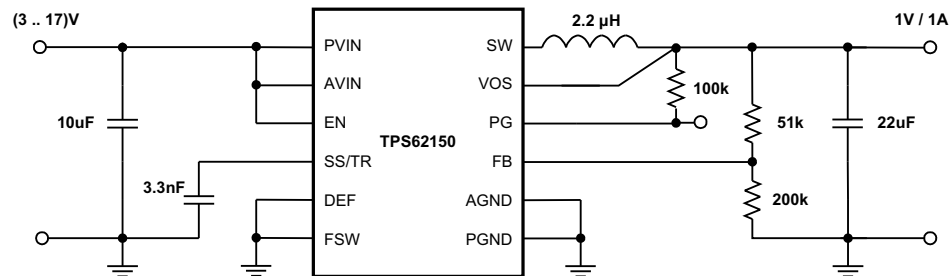 (3 .. 17)V
2.2 µH
1V / 1A
PVIN
SW
AVIN
VOS
100k
10uF
EN
PG
51k
22uF
TPS62150
SS/TR
FB
3.3nF
DEF
AGND
200k
FSW
PGND